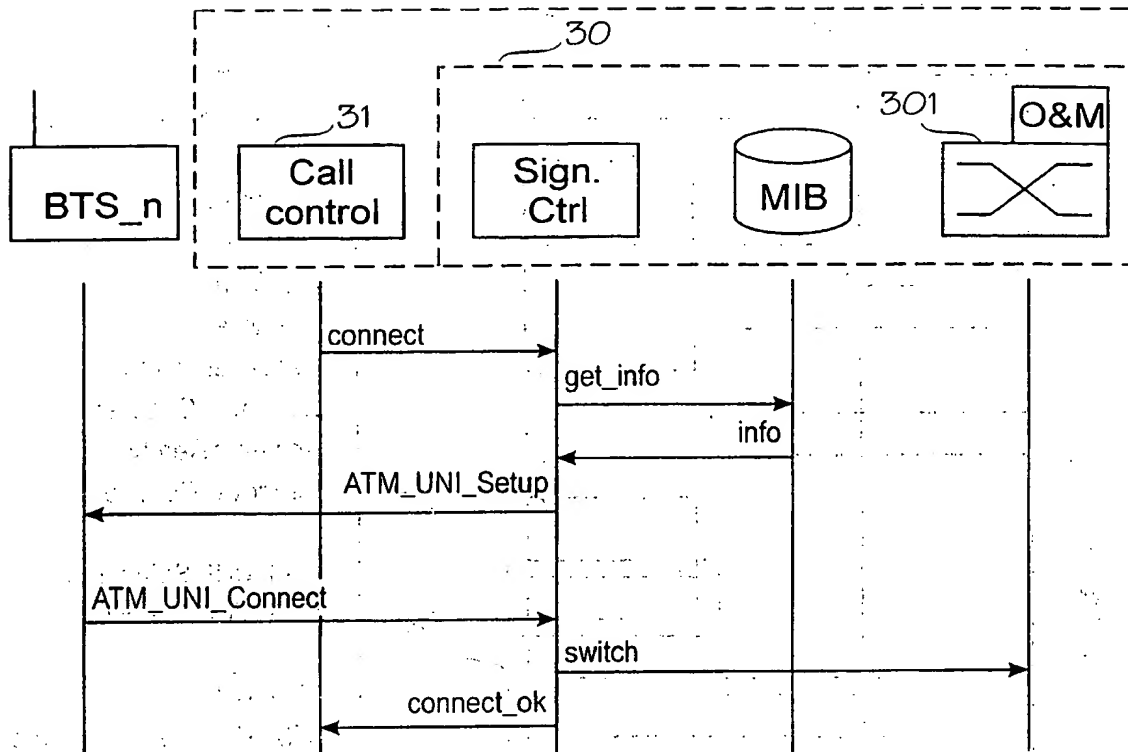 30
301
O&M
31
BTS_n
Call
control
Sign.
Ctrl
MIB
connect
get_info
info
ATM_UNI_Setup
ATM_UNI_Connect
switch
connect_ok